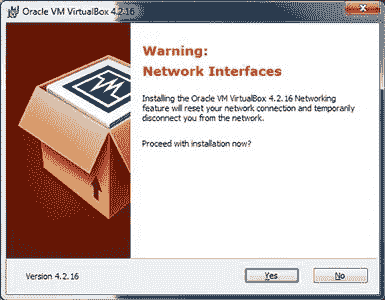 Oracle VM VirtualBox 4.2.16
Warning:
Network Interfaces
Installing the Oracle VM VirtualBox 4.2.16 Networking
feature will reset your network connection and temporarily
disconnect you from the network.
Proceed with installation now?
VM
Version 4.2.16
Yes
No